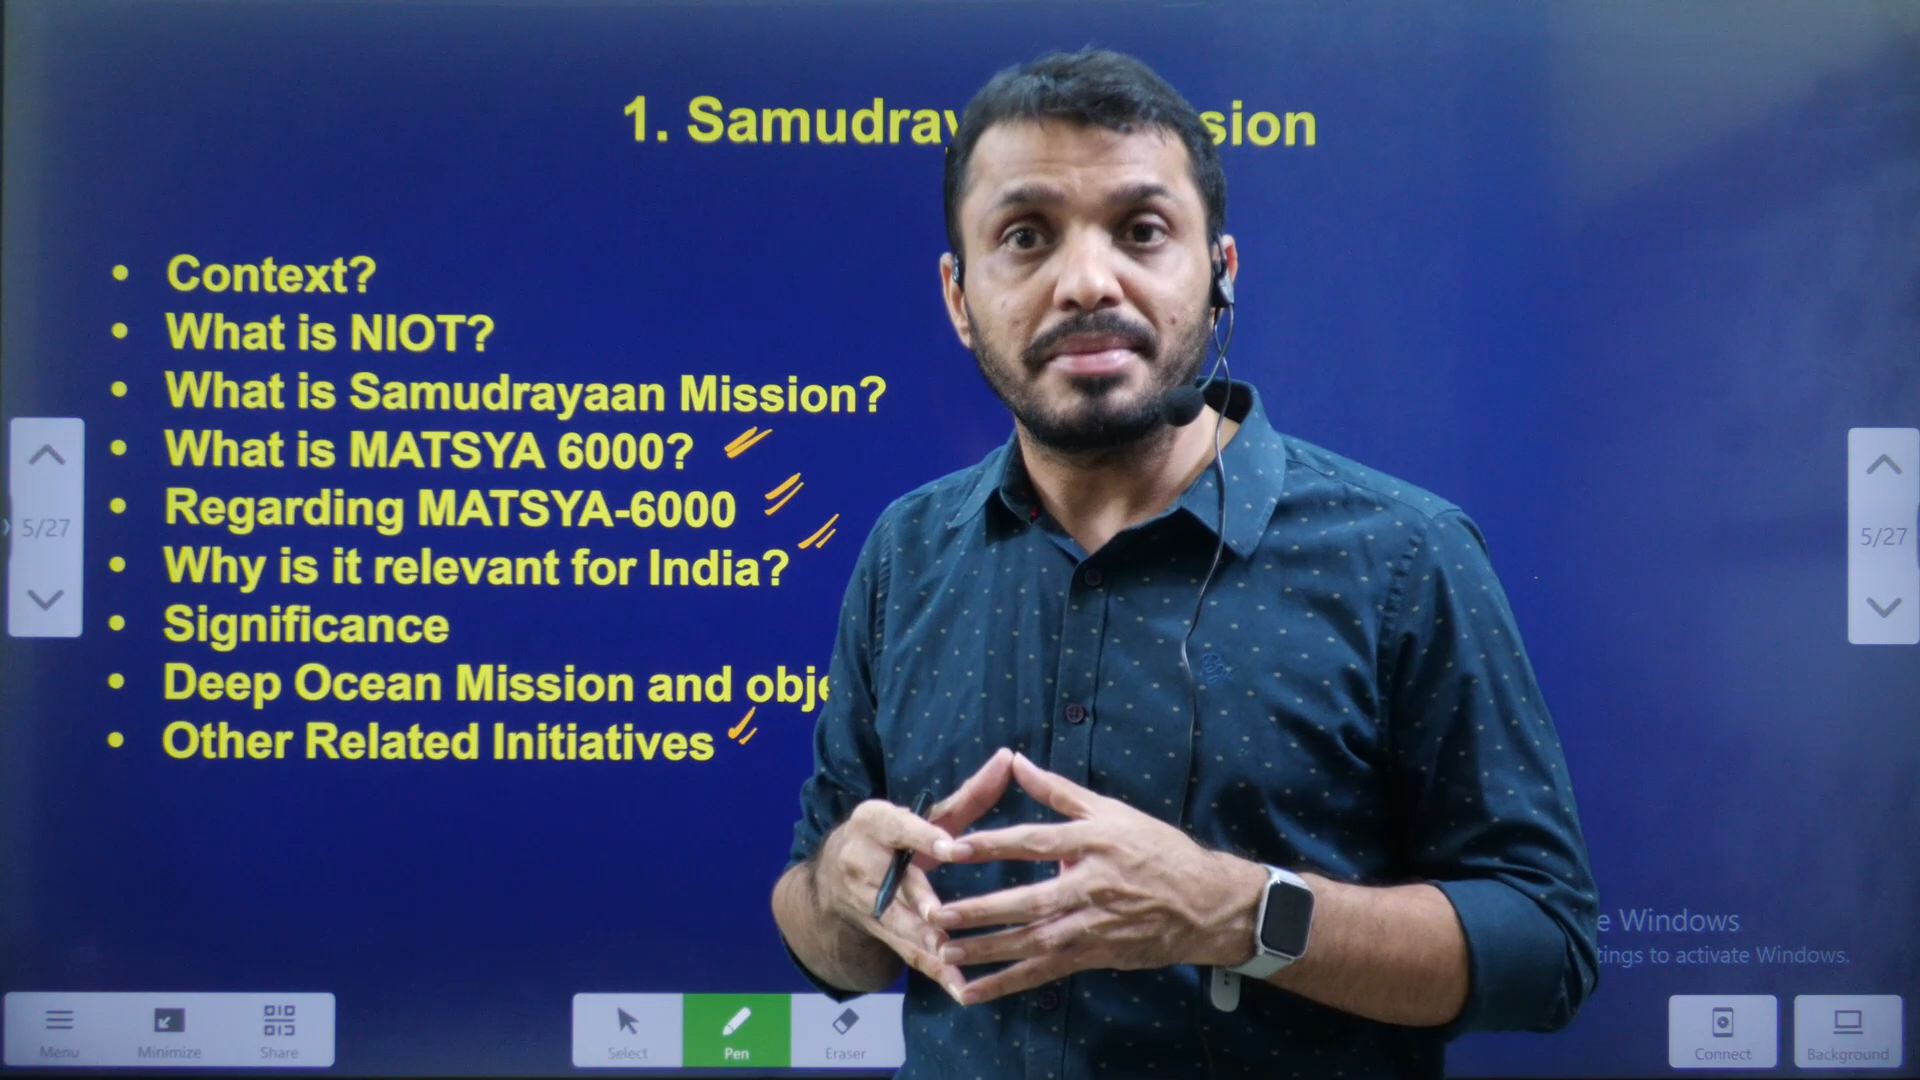 1. Samudray sion
• Context?
• What is NIOT?
• What is Samudrayaan Mission?
• What is MATSYA 6000?
• Regarding MATSYA-6000
• Why is it relevant for India?
• Significance
• Deep Ocean Mission and obje
• Other Related Initiatives
5/27
5/27
e Windows
tings to activate Windows.
Menu
Minimize
Share
Select
Pen
Eraser
Connect
Background